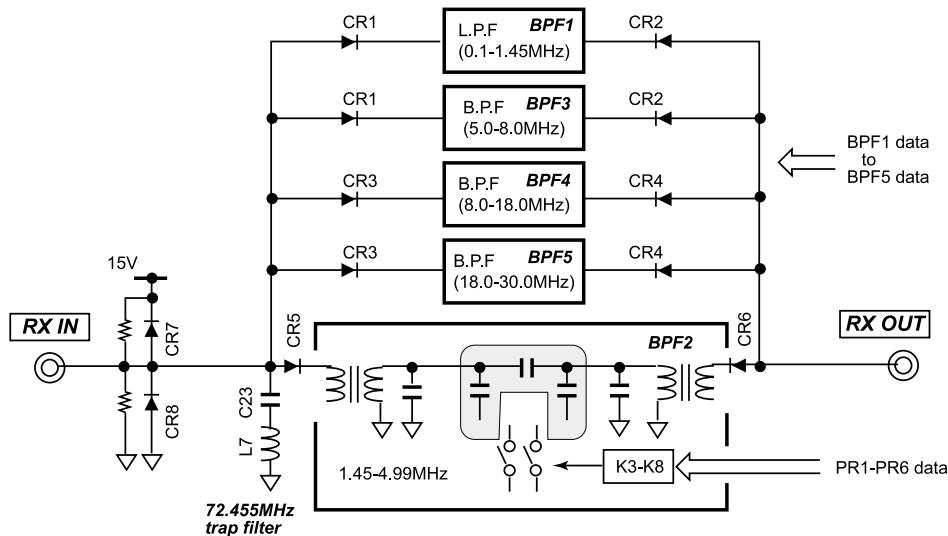 CR1
L.P.F BPF1
(0.1-1.45MHz)
CR2
CR1
B.P.F BPF3
(5.0-8.0MHz)
CR2
BPF1 data
to
BPF5 data
CR3
B.P.F BPF4
(8.0-18.0MHz)
CR4
CR3
B.P.F BPF5
(18.0-30.0MHz)
CR4
15V
RX IN
CR7
CR5
BPF2
CR6
RX OUT
CR8
C23
L7
1.45-4.99MHz
K3-K8
PR1-PR6 data
72.455MHz
trap filter